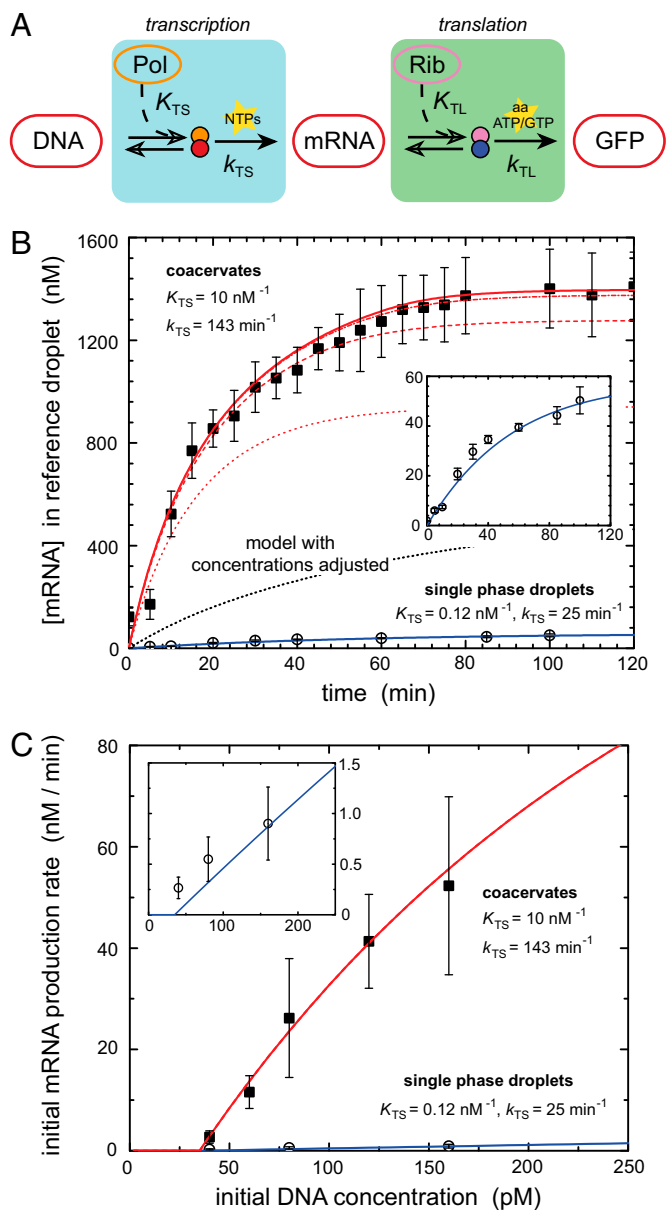 A
transcription
translation
Pol
Rib
K_TS
NTPs
K_TL
aa
ATP/GTP
DNA
mRNA
GFP
k_TS
k_TL
B
[mRNA] in reference droplet (nM)
1600
1200
800
400
0
coacervates
K_TS = 10 nM⁻¹
k_TS = 143 min⁻¹
60
40
20
0
0 40 80 120
model with
concentrations adjusted
single phase droplets
K_TS = 0.12 nM⁻¹, k_TS = 25 min⁻¹
0 20 40 60 80 100 120
time (min)
C
initial mRNA production rate (nM / min)
80
60
40
20
0
1.5
1.0
0.5
0
0 100 200
coacervates
K_TS = 10 nM⁻¹
k_TS = 143 min⁻¹
single phase droplets
K_TS = 0.12 nM⁻¹, k_TS = 25 min⁻¹
0 50 100 150 200 250
initial DNA concentration (pM)